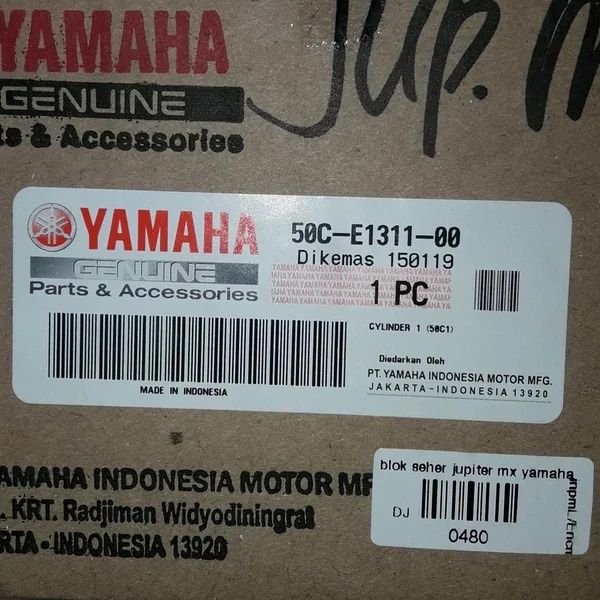 YAMAHA
GENUINE
ts & Accessories
Jup. M
YAMAHA
GENUINE
Parts & Accessories
50C-E1311-00
Dikemas 150119
1 PC
CYLINDER 1 (50C1)
Diedarkan Oleh
PT. YAMAHA INDONESIA MOTOR MFG.
JAKARTA-INDONESIA 13920
MADE IN INDONESIA
AMAHA INDONESIA MOTOR MF
. KRT. Radjiman Widyodiningrat
RTA - INDONESIA 13920
blok seher jupiter mx yamaha
DJ
0480